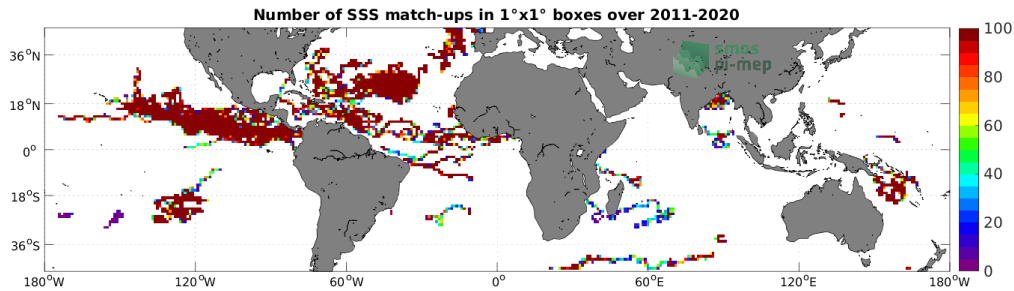 Number of SSS match-ups in 1°x1° boxes over 2011-2020
smos
pi-mep
36°N
18°N
0°
18°S
36°S
180°W
120°W
60°W
0°
60°E
120°E
180°W
100
80
60
40
20
0